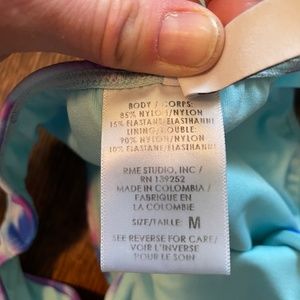 BODY / CORPS:
85% NYLON/NYLON
15% ELASTANE/ELASTHANNE
LINING/DOUBLE:
90% NYLON/NYLON
10% ELASTANE/ELASTHANNE
RME STUDIO, INC /
RN 139252
MADE IN COLOMBIA /
FABRIQUE EN
LA COLOMBIE
SIZE/TAILLE: M
SEE REVERSE FOR CARE/
VOIR L'INVERSE
POUR LE SOIN